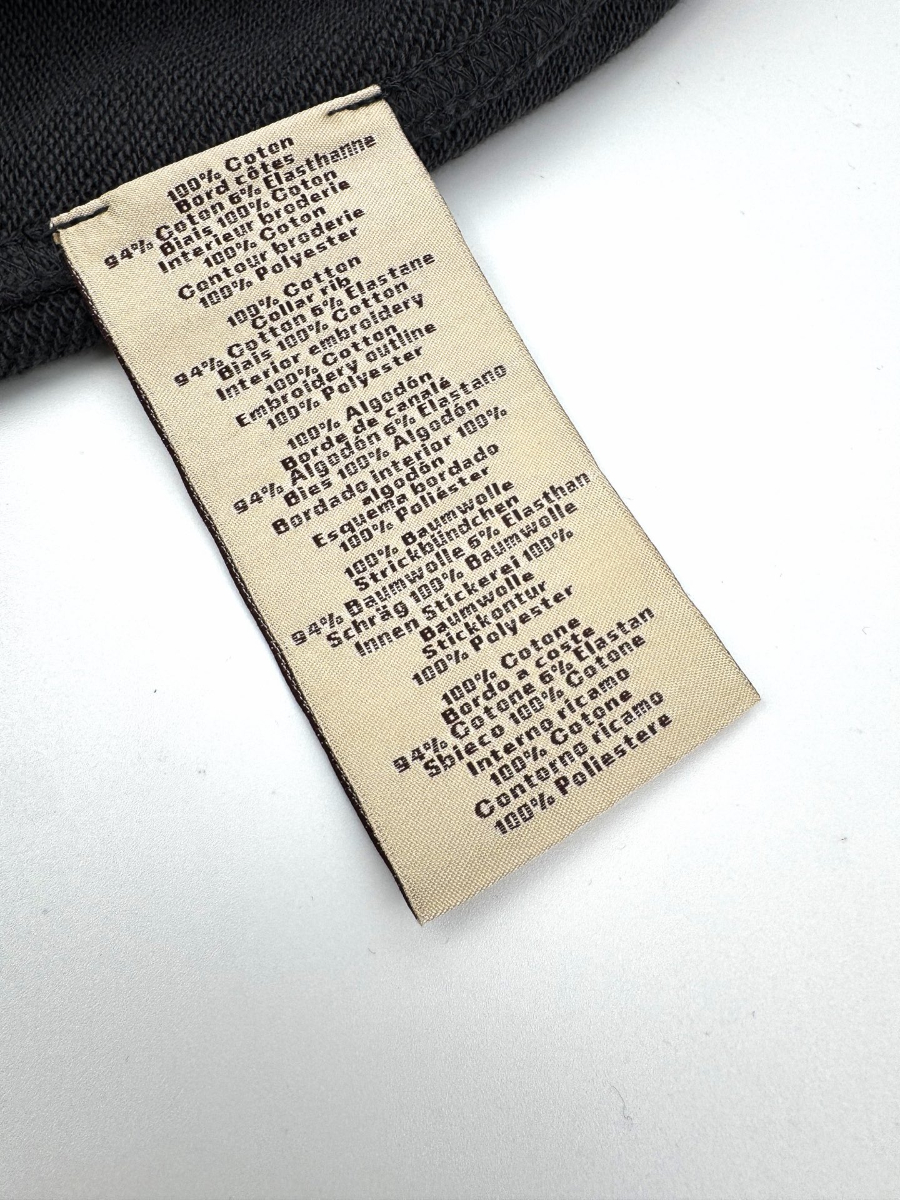 100% Coton
Bord côtes
94% Coton 6% Elasthanne
Biais 100% Coton
Interieur broderie
100% Coton
Contour broderie
100% Polyester
100% Cotton
Collar rib
94% Cotton 6% Elastane
Biais 100% Cotton
Interior embroidery
100% Cotton
Embroidery outline
100% Polyester
100% Algodón
Borde de canalé
94% Algodón 6% Elastano
Bies 100% Algodón
Bordado interior 100%
algodón
Esquema bordado
100% Poliéster
100% Baumwolle
Strickbündchen
94% Baumwolle 6% Elasthan
Schräg 100% Baumwolle
Innen Stickerei 100%
Baumwolle
Stickkontur
100% Polyester
100% Cotone
Bordo a coste
94% Cotone 6% Elastan
Sbieco 100% Cotone
Interno ricamo
100% Cotone
Contorno ricamo
100% Poliestere